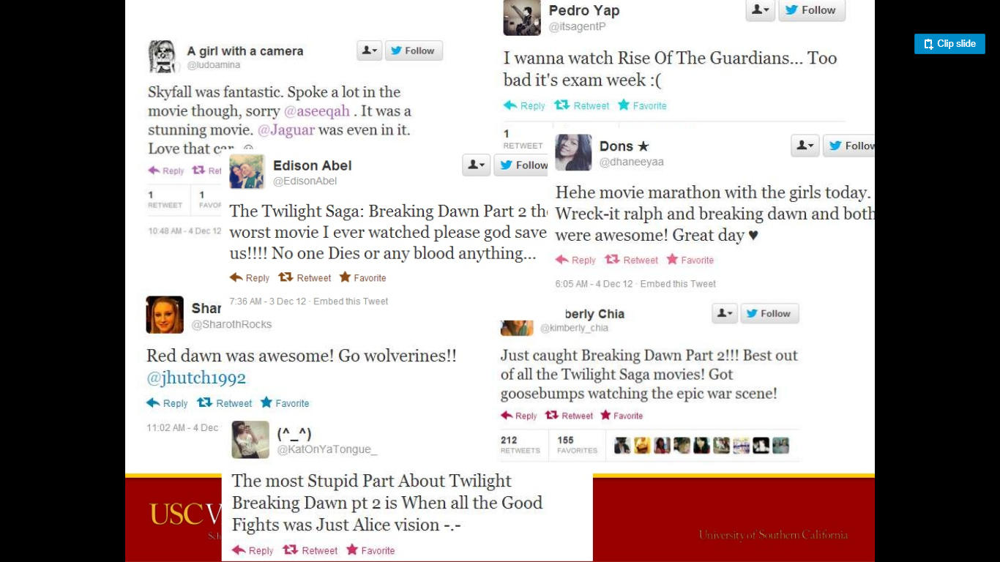 Clip slide
A girl with a camera
@ludoamina
Follow
Skyfall was fantastic. Spoke a lot in the
movie though, sorry @aseeqah . It was a
stunning movie. @Jaguar was even in it.
Love that
Reply
1
RETWEET
1
10:48 AM - 4 Dec 12
Pedro Yap
@itsagentP
Follow
I wanna watch Rise Of The Guardians... Too
bad it's exam week :(
Reply Retweet Favorite
1
RETWEET
Edison Abel
@EdisonAbel
Follow
The Twilight Saga: Breaking Dawn Part 2 the
worst movie I ever watched please god save
us!!!! No one Dies or any blood anything...
Reply Retweet Favorite
7:36 AM - 3 Dec 12 · Embed this Tweet
Dons ★
@dhaneeyaa
Follow
Hehe movie marathon with the girls today.
Wreck-it ralph and breaking dawn and both
were awesome! Great day ♥
Reply Retweet Favorite
6:05 AM - 4 Dec 12 · Embed this Tweet
Shar
@SharothRocks
Red dawn was awesome! Go wolverines!!
@jhutch1992
Reply Retweet Favorite
11:02 AM - 4 Dec
berly Chia
@kimberly_chia
Follow
Just caught Breaking Dawn Part 2!!! Best out
of all the Twilight Saga movies! Got
goosebumps watching the epic war scene!
Reply Retweet Favorite
212
RETWEETS
155
FAVORITES
(^_^)
@KatOnYaTongue_
The most Stupid Part About Twilight
Breaking Dawn pt 2 is When all the Good
Fights was Just Alice vision -.-
Reply Retweet Favorite
USC
University of Southern California